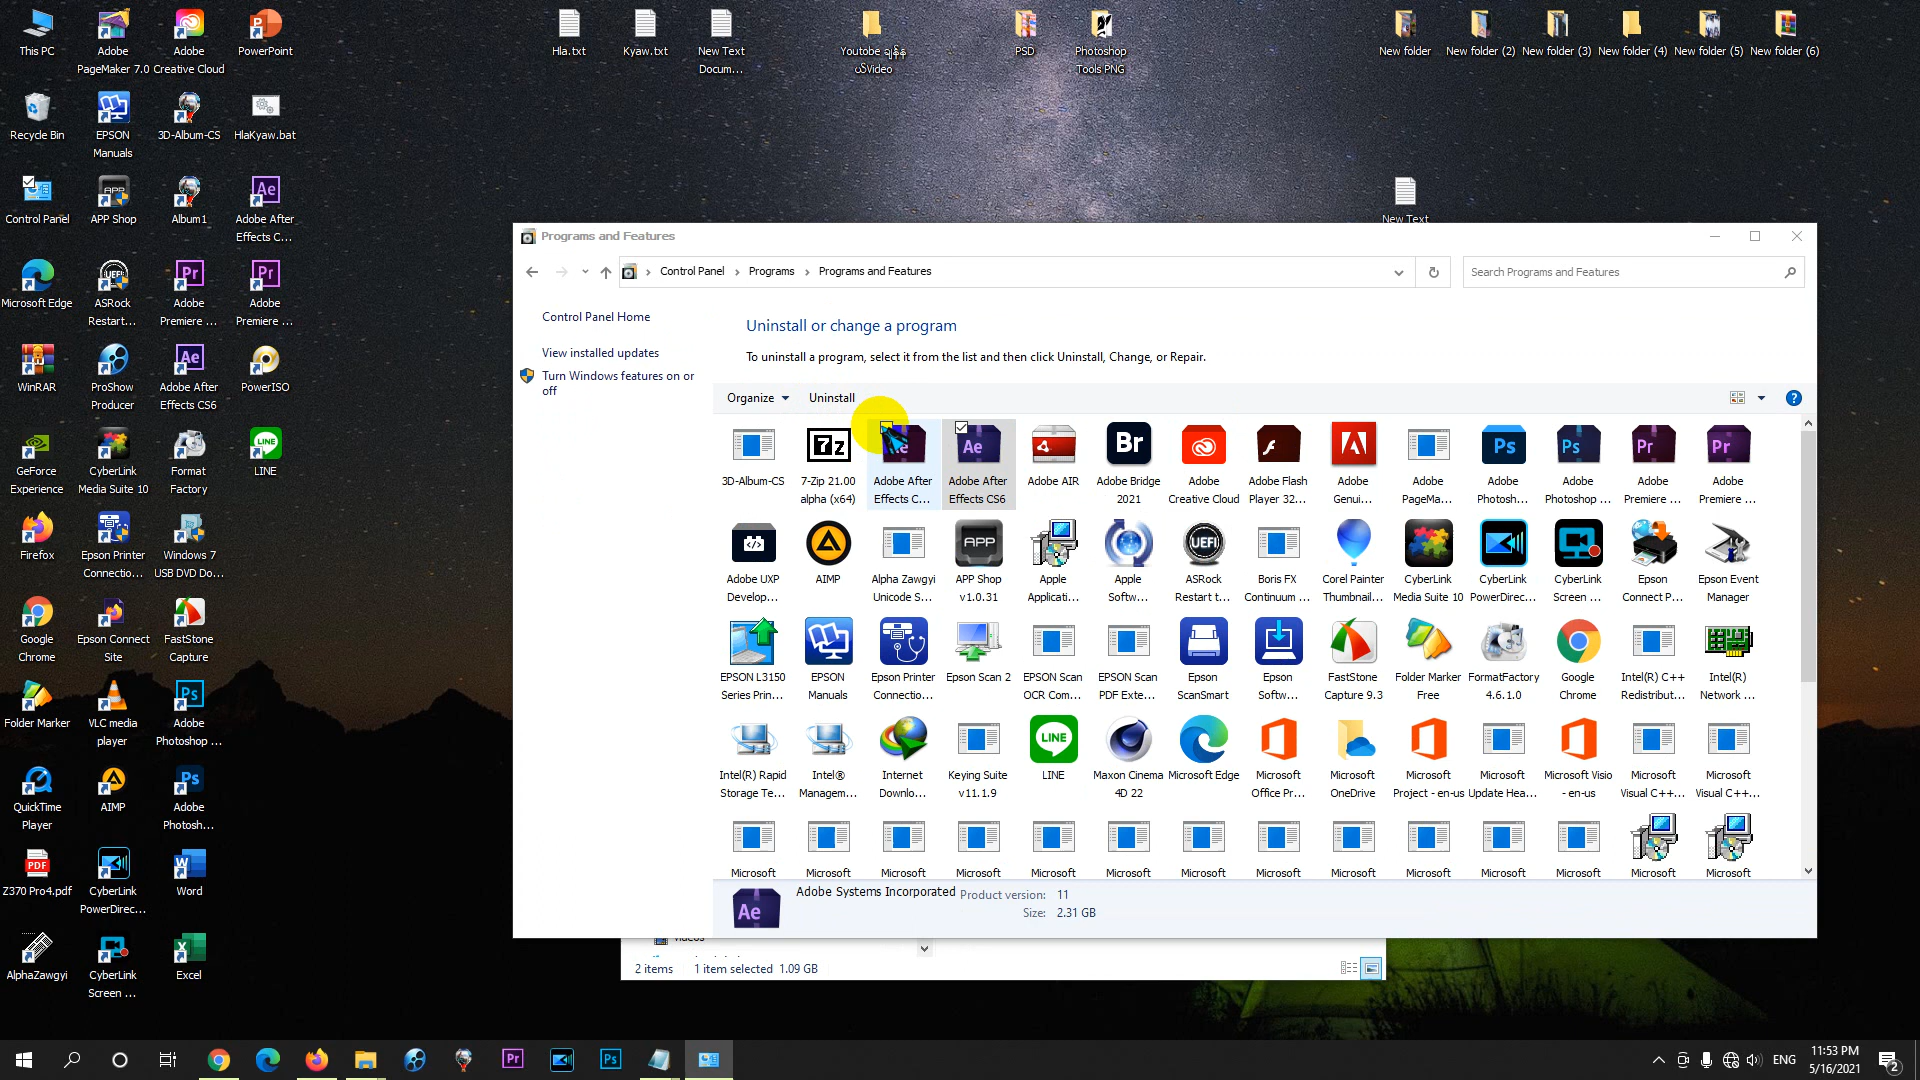 This PC
Adobe
PageMaker 7.0
Adobe
Creative Cloud
PowerPoint
Hla.txt
Kyaw.txt
New Text
Docum...
PSD
Photoshop
Tools PNG
New folder
New folder (2)
New folder (3)
New folder (4)
New folder (5)
New folder (6)
Recycle Bin
EPSON
Manuals
3D-Album-CS
HlaKyaw.bat
Control Panel
APP Shop
Album1
Adobe After
Effects C...
New Text
Microsoft Edge
ASRock
Restart...
Adobe
Premiere ...
Adobe
Premiere ...
WinRAR
ProShow
Producer
Adobe After
Effects CS6
PowerISO
GeForce
Experience
CyberLink
Media Suite 10
Format
Factory
LINE
Firefox
Epson Printer
Connectio...
Windows 7
USB DVD Do...
Google
Chrome
Epson Connect
Site
FastStone
Capture
Folder Marker
VLC media
player
Adobe
Photoshop ...
QuickTime
Player
AIMP
Adobe
Photosh...
Z370 Pro4.pdf
CyberLink
PowerDirec...
Word
AlphaZawgyi
CyberLink
Screen ...
Excel
Programs and Features
Control Panel > Programs > Programs and Features
Search Programs and Features
Control Panel Home
View installed updates
Turn Windows features on or
off
Uninstall or change a program
To uninstall a program, select it from the list and then click Uninstall, Change, or Repair.
Organize
Uninstall
3D-Album-CS
7-Zip 21.00
alpha (x64)
Adobe After
Effects C...
Adobe After
Effects CS6
Adobe AIR
Adobe Bridge
2021
Adobe
Creative Cloud
Adobe Flash
Player 32...
Adobe
Genui...
Adobe
PageMa...
Adobe
Photosh...
Adobe
Photoshop ...
Adobe
Premiere ...
Adobe
Premiere ...
Adobe UXP
Develop...
AIMP
Alpha Zawgyi
Unicode S...
APP Shop
v1.0.31
Apple
Applicati...
Apple
Softw...
ASRock
Restart t...
Boris FX
Continuum ...
Corel Painter
Thumbnail...
CyberLink
Media Suite 10
CyberLink
PowerDirec...
CyberLink
Screen ...
Epson
Connect P...
Epson Event
Manager
EPSON L3150
Series Prin...
EPSON
Manuals
Epson Printer
Connectio...
Epson Scan 2
EPSON Scan
OCR Com...
EPSON Scan
PDF Exte...
Epson
ScanSmart
Epson
Softw...
FastStone
Capture 9.3
Folder Marker
Free
FormatFactory
4.6.1.0
Google
Chrome
Intel(R) C++
Redistribut...
Intel(R)
Network ...
Intel(R) Rapid
Storage Te...
Intel®
Managem...
Internet
Downlo...
Keying Suite
v11.1.9
LINE
Maxon Cinema
4D 22
Microsoft Edge
Microsoft
Office Pr...
Microsoft
OneDrive
Microsoft
Project - en-us
Microsoft
Update Hea...
Microsoft Visio
- en-us
Microsoft
Visual C++...
Microsoft
Visual C++...
Microsoft
Microsoft
Microsoft
Microsoft
Microsoft
Microsoft
Microsoft
Microsoft
Microsoft
Microsoft
Microsoft
Microsoft
Microsoft
Microsoft
Adobe Systems Incorporated
Product version: 11
Size: 2.31 GB
2 items
1 item selected 1.09 GB
ENG
11:53 PM
5/16/2021